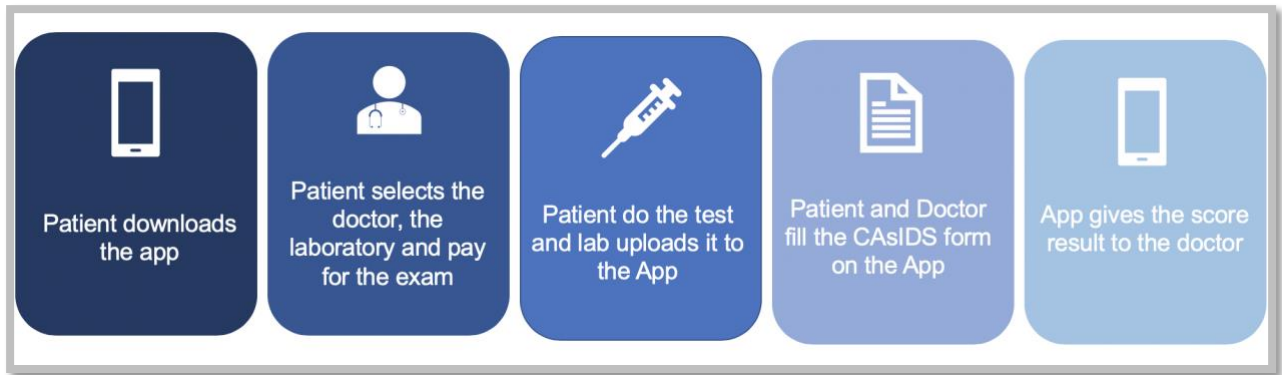 Patient downloads
the app
Patient selects the
doctor, the
laboratory and pay
for the exam
Patient do the test
and lab uploads it to
the App
Patient and Doctor
fill the CAsIDS form
on the App
App gives the score
result to the doctor